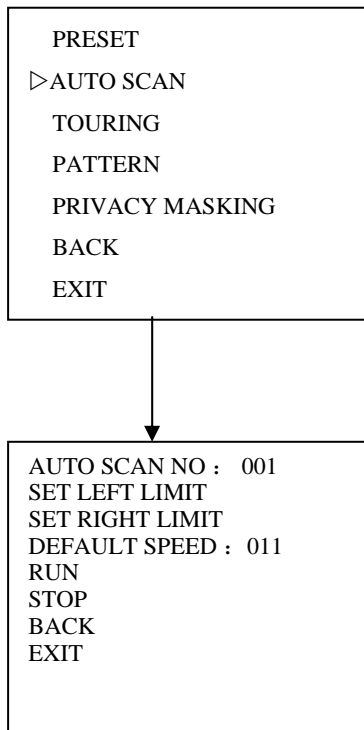 PRESET
▷AUTO SCAN
TOURING
PATTERN
PRIVACY MASKING
BACK
EXIT
AUTO SCAN NO： 001
SET LEFT LIMIT
SET RIGHT LIMIT
DEFAULT SPEED：011
RUN
STOP
BACK
EXIT